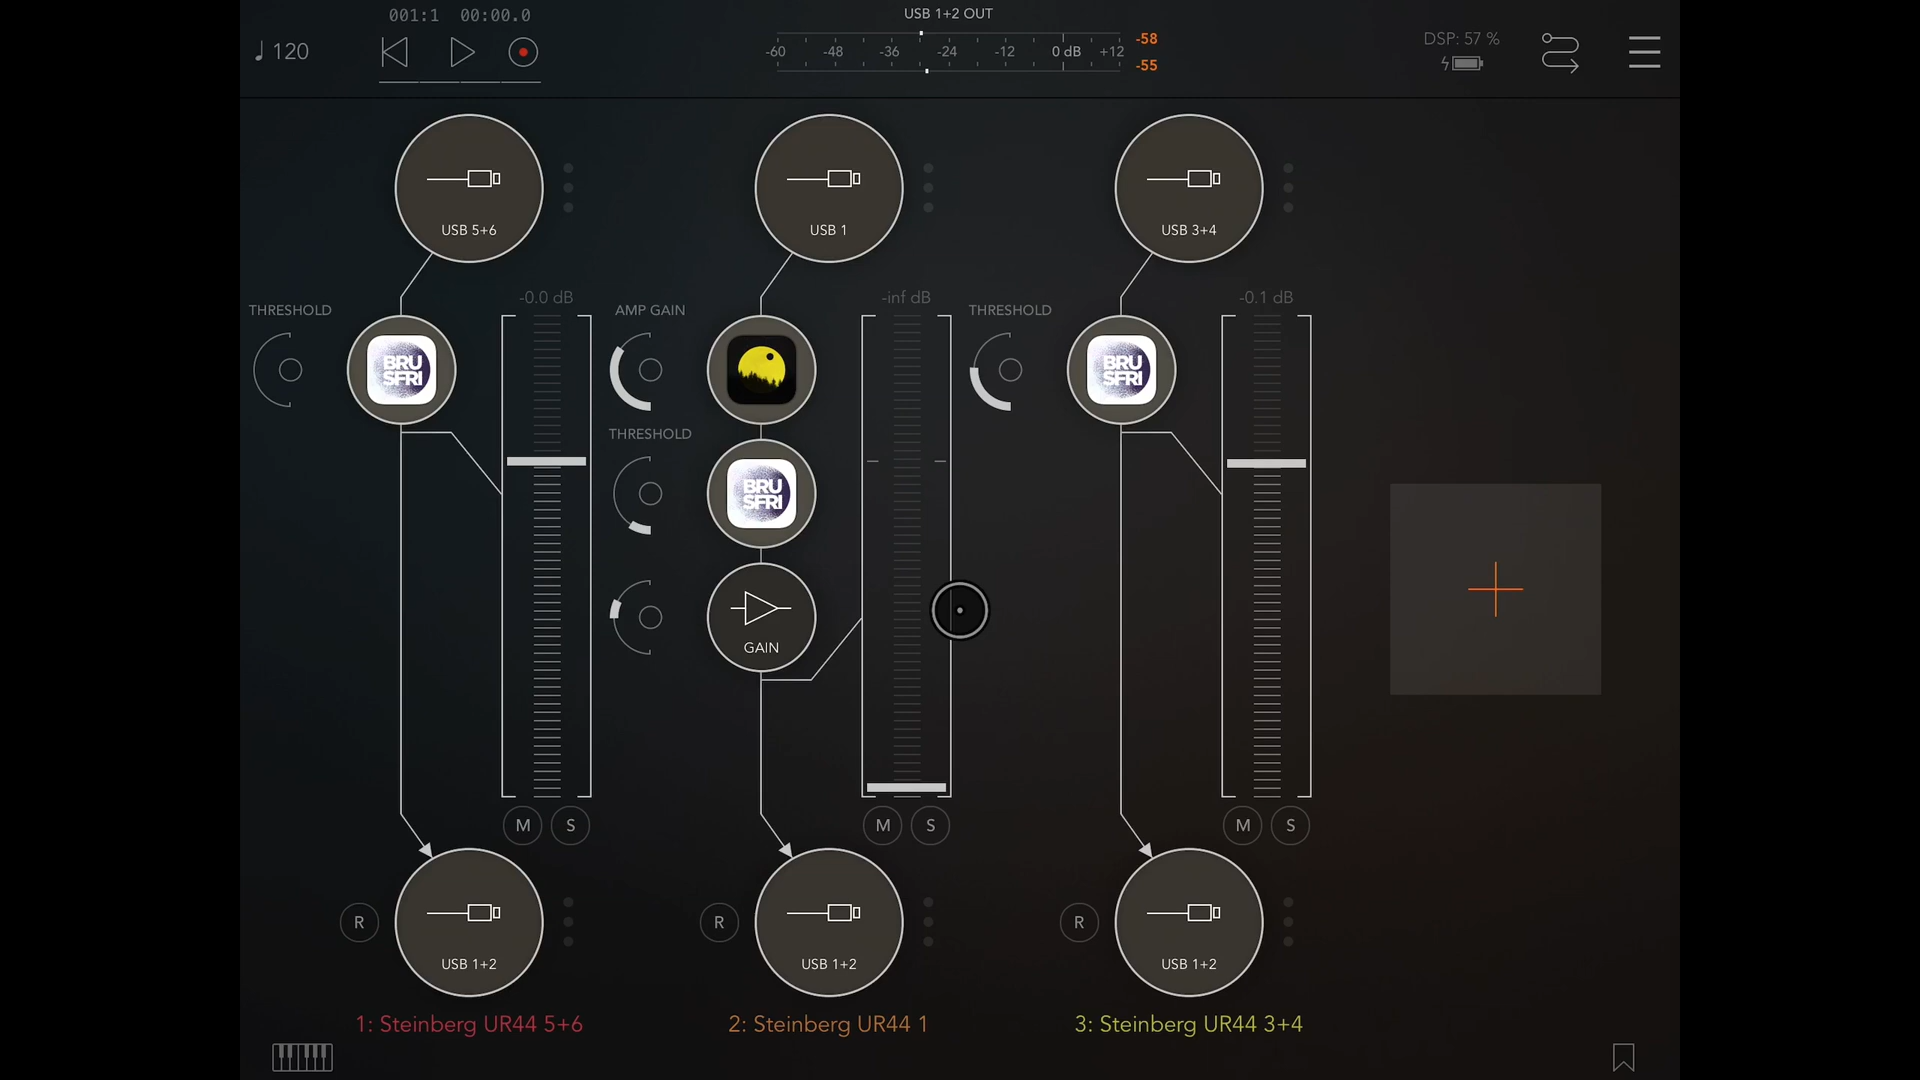 001:1 00:00.0
USB 1+2 OUT
♩ 120
-60 -48 -36 -24 -12 0 dB +12
-58
-55
DSP: 57 %
USB 5+6
USB 1
USB 3+4
THRESHOLD
-0.0 dB
AMP GAIN
-inf dB
THRESHOLD
-0.1 dB
BRU
SFRI
BRU
SFRI
THRESHOLD
BRU
SFRI
GAIN
M S
M S
M S
R
R
R
USB 1+2
USB 1+2
USB 1+2
1: Steinberg UR44 5+6
2: Steinberg UR44 1
3: Steinberg UR44 3+4